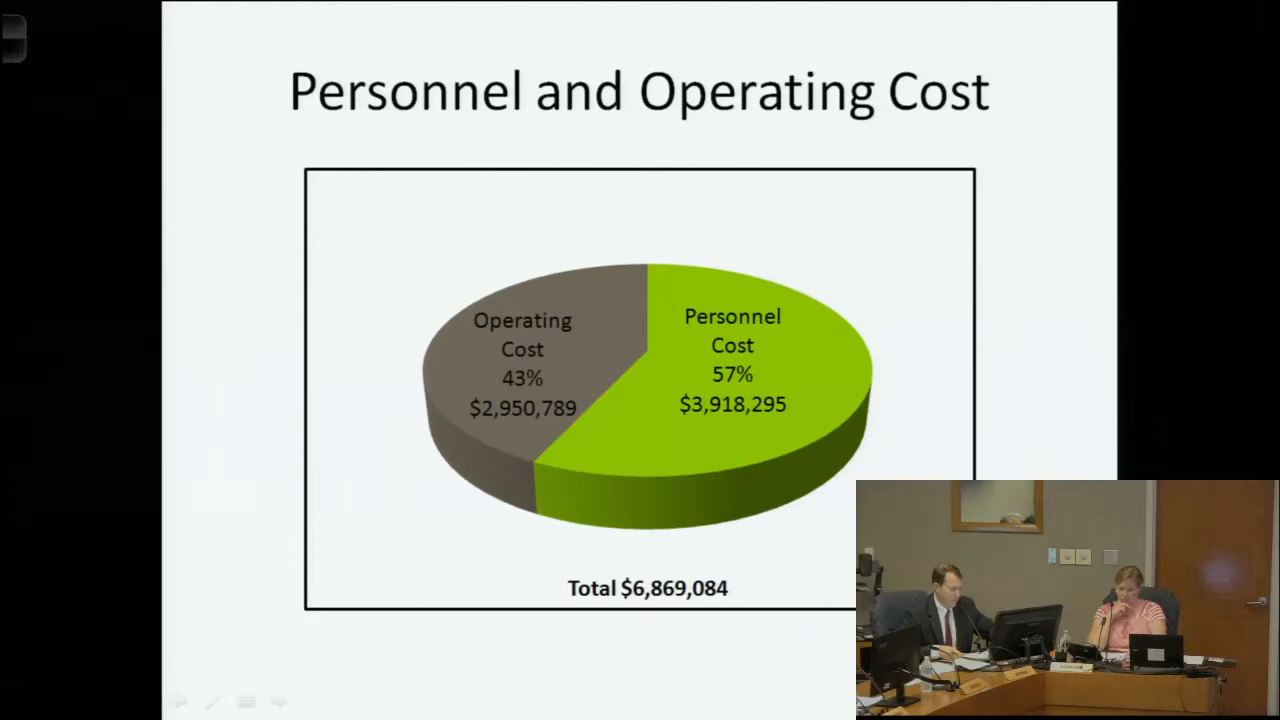 Personnel and Operating Cost
Operating
Cost
43%
$2,950,789
Personnel
Cost
57%
$3,918,295
Total $6,869,084